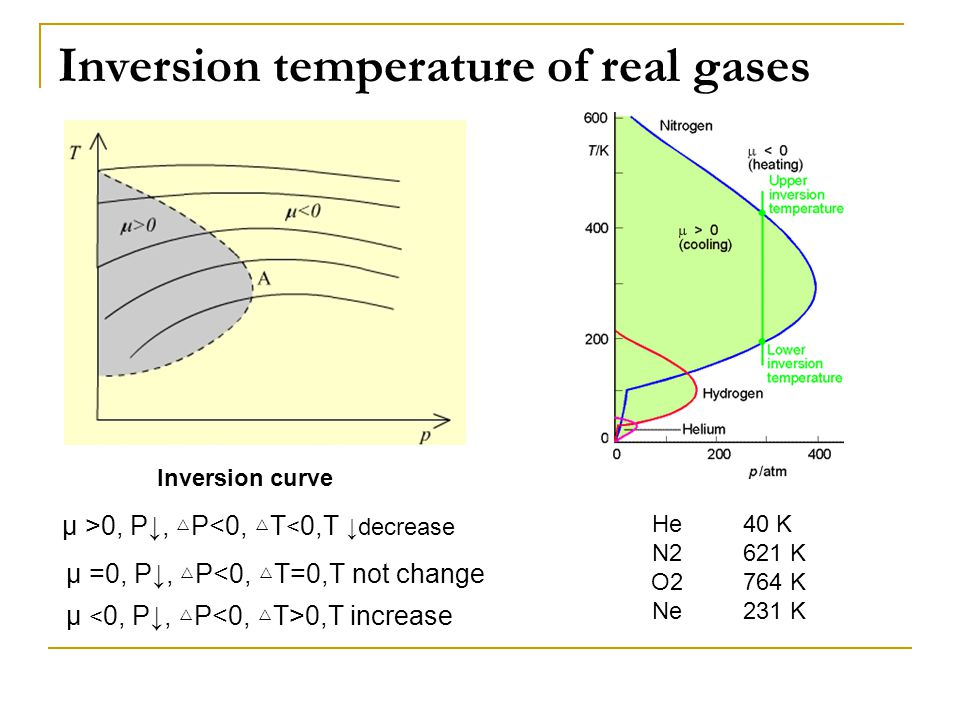 Inversion temperature of real gases
T
μ>0
μ<0
A
p
Inversion curve
μ >0, P↓, △P<0, △T<0,T ↓decrease
μ =0, P↓, △P<0, △T=0,T not change
μ <0, P↓, △P<0, △T>0,T increase
600
Nitrogen
T/K
μ < 0
(heating)
Upper
inversion
temperature
400
μ > 0
(cooling)
200
Lower
inversion
temperature
Hydrogen
Helium
0
0 200 400
p/atm
He 40 K
N2 621 K
O2 764 K
Ne 231 K